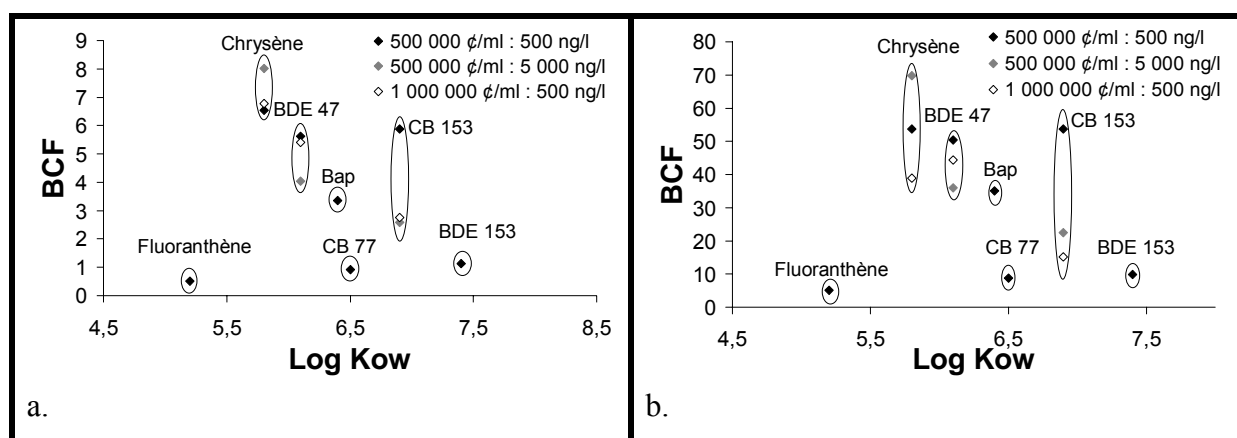 Chrysène
◆ 500 000 ¢/ml : 500 ng/l
◆ 500 000 ¢/ml : 5 000 ng/l
◇ 1 000 000 ¢/ml : 500 ng/l
BDE 47
CB 153
Bap
Fluoranthène
CB 77
BDE 153
BCF
9
8
7
6
5
4
3
2
1
0
4,5 5,5 6,5 7,5 8,5
Log Kow
a.
Chrysène
◆ 500 000 ¢/ml : 500 ng/l
◆ 500 000 ¢/ml : 5 000 ng/l
◇ 1 000 000 ¢/ml : 500 ng/l
BDE 47
CB 153
Bap
Fluoranthène
CB 77
BDE 153
BCF
80
70
60
50
40
30
20
10
0
4,5 5,5 6,5 7,5
Log Kow
b.